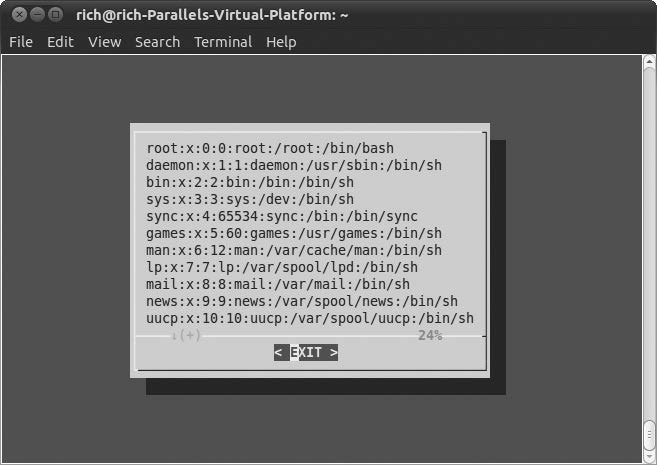 rich@rich-Parallels-Virtual-Platform: ~
File Edit View Search Terminal Help
root:x:0:0:root:/root:/bin/bash
daemon:x:1:1:daemon:/usr/sbin:/bin/sh
bin:x:2:2:bin:/bin:/bin/sh
sys:x:3:3:sys:/dev:/bin/sh
sync:x:4:65534:sync:/bin:/bin/sync
games:x:5:60:games:/usr/games:/bin/sh
man:x:6:12:man:/var/cache/man:/bin/sh
lp:x:7:7:lp:/var/spool/lpd:/bin/sh
mail:x:8:8:mail:/var/mail:/bin/sh
news:x:9:9:news:/var/spool/news:/bin/sh
uucp:x:10:10:uucp:/var/spool/uucp:/bin/sh
↓(+) 24%
< EXIT >